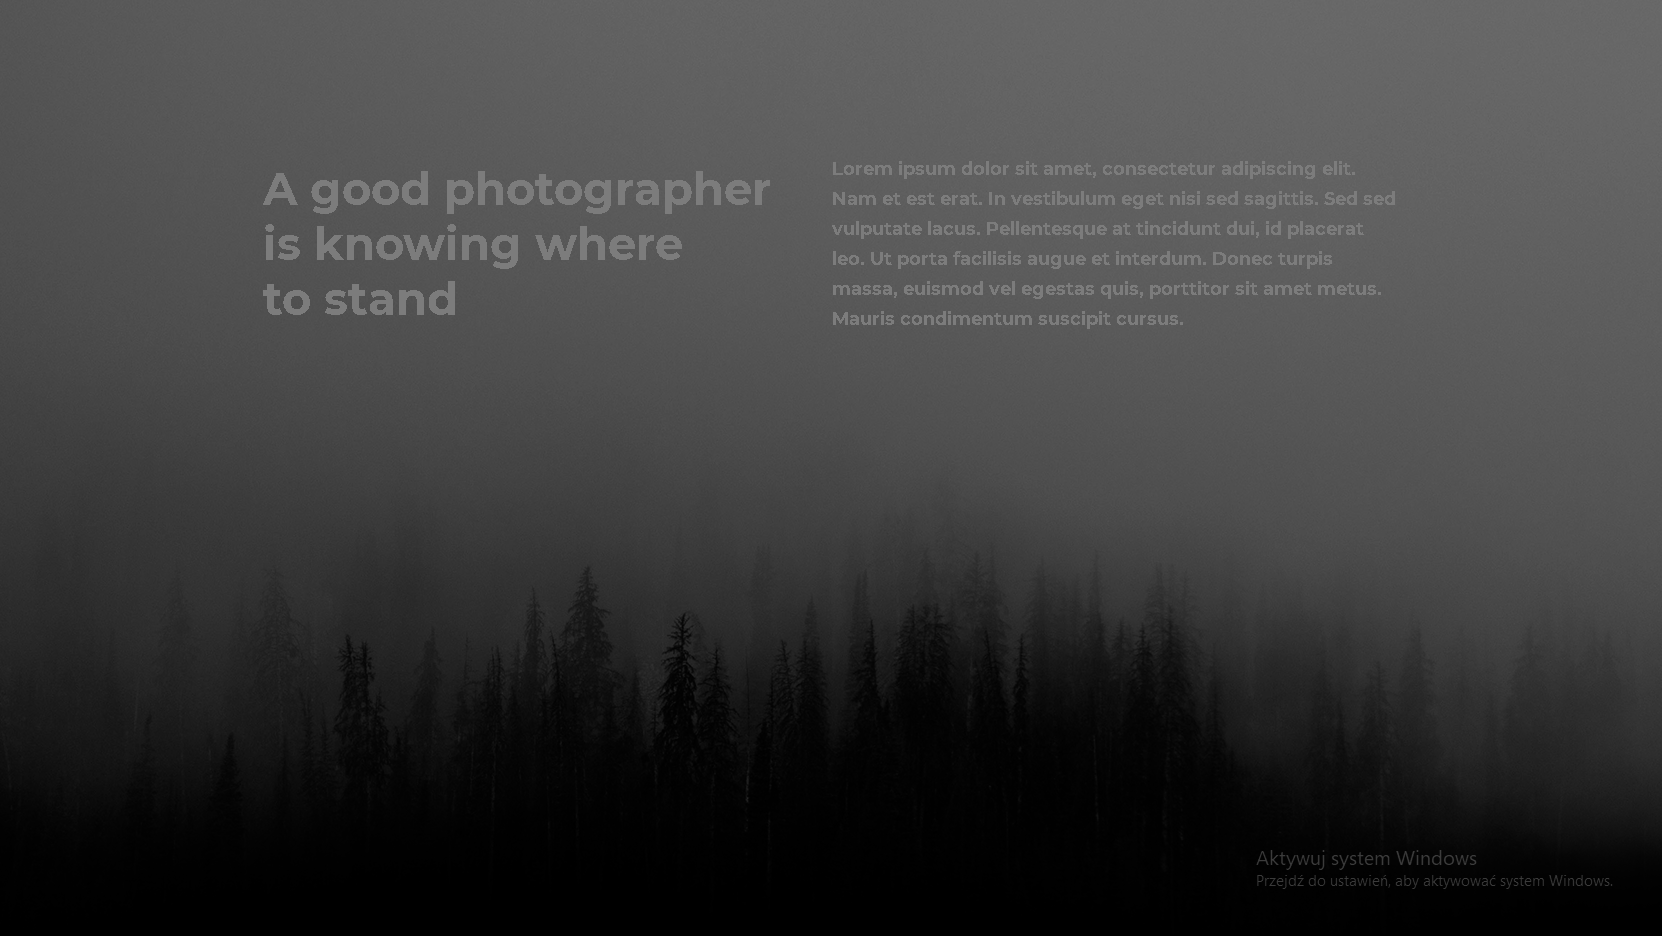 A good photographer
is knowing where
to stand
Lorem ipsum dolor sit amet, consectetur adipiscing elit.
Nam et est erat. In vestibulum eget nisi sed sagittis. Sed sed
vulputate lacus. Pellentesque at tincidunt dui, id placerat
leo. Ut porta facilisis augue et interdum. Donec turpis
massa, euismod vel egestas quis, porttitor sit amet metus.
Mauris condimentum suscipit cursus.
Aktywuj system Windows
Przejdź do ustawień, aby aktywować system Windows.